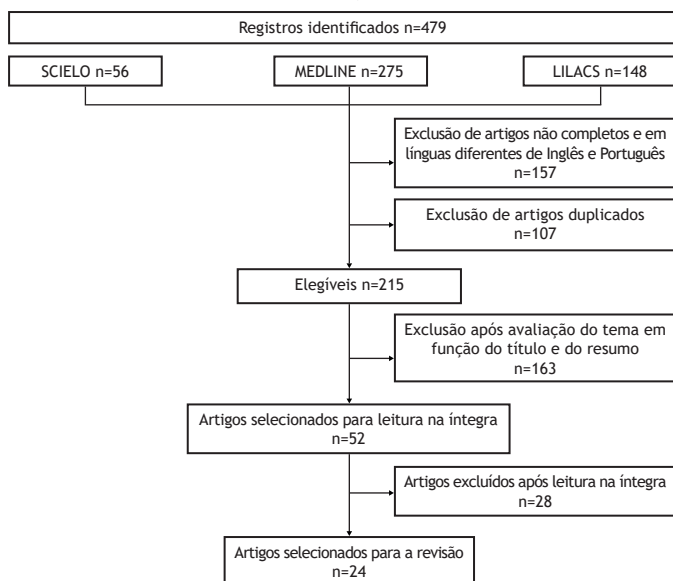 Registros identificados n=479
SCIELO n=56
MEDLINE n=275
LILACS n=148
Exclusão de artigos não completos e em
línguas diferentes de Inglês e Português
n=157
Exclusão de artigos duplicados
n=107
Elegíveis n=215
Exclusão após avaliação do tema em
função do título e do resumo
n=163
Artigos selecionados para leitura na íntegra
n=52
Artigos excluídos após leitura na íntegra
n=28
Artigos selecionados para a revisão
n=24